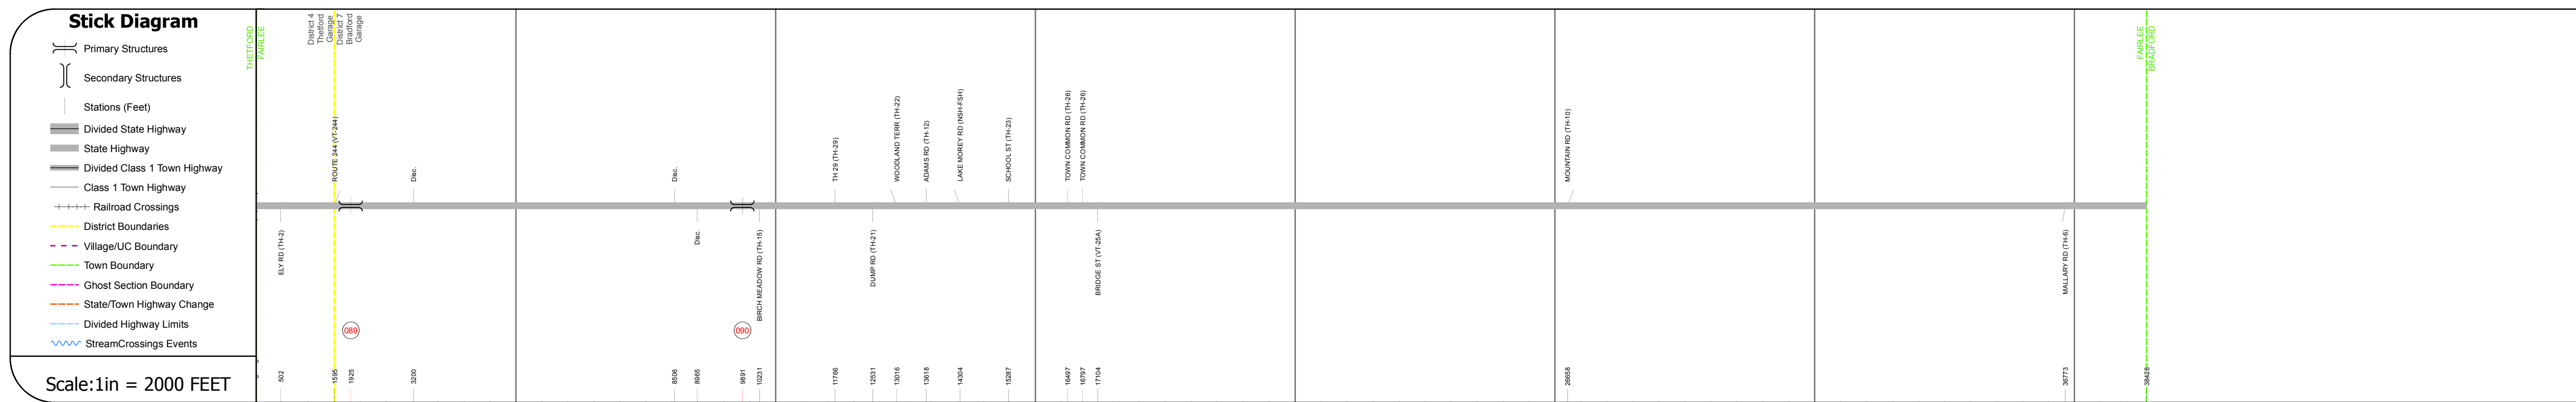 Stick Diagram
Primary Structures
Secondary Structures
Stations (Feet)
Divided State Highway
State Highway
Divided Class 1 Town Highway
Class 1 Town Highway
Railroad Crossings
District Boundaries
Village/UC Boundary
Town Boundary
Ghost Section Boundary
State/Town Highway Change
Divided Highway Limits
StreamCrossings Events
Scale:1in = 2000 FEET
THETFORD
FAIRLEE
District 4
Thetford
Garage
District 7
Bradford
Garage
FAIRLEE
BRADFORD
ROUTE 244 (VT-244)
Disc.
Disc.
TH 29 (TH-29)
WOODLAND TERR (TH-22)
ADAMS RD (TH-12)
LAKE MOREY RD (NSH-FSH)
SCHOOL ST (TH-23)
TOWN COMMON RD (TH-26)
TOWN COMMON RD (TH-26)
MOUNTAIN RD (TH-10)
ELY RD (TH-2)
Disc.
BIRCH MEADOW RD (TH-15)
DUMP RD (TH-21)
BRIDGE ST (VT-25A)
MALLARY RD (TH-6)
089
090
502
1595
1925
3200
8506
8965
9891
10231
11766
12531
13016
13618
14304
15287
16497
16797
17104
26658
36773
38428